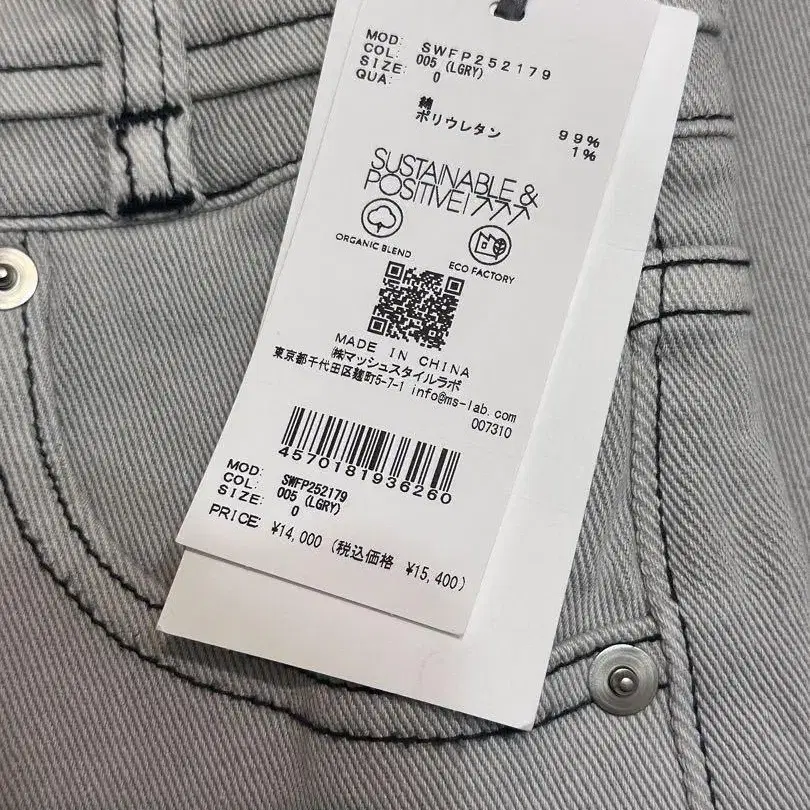 MOD: SWFP252179
COL: 005 (LGRY)
SIZE: 0
QUA:
綿 99%
ポリウレタン 1%
SUSTAINABLE &
POSITIVE!
ORGANIC BLEND
ECO FACTORY
MADE IN CHINA
㈱マッシュスタイルラボ
東京都千代田区麹町5-7-1 info@ms-lab.com
007310
4570181936260
MOD: SWFP252179
COL: 005 (LGRY)
SIZE: 0
PRICE: ¥14,000 (税込価格 ¥15,400)